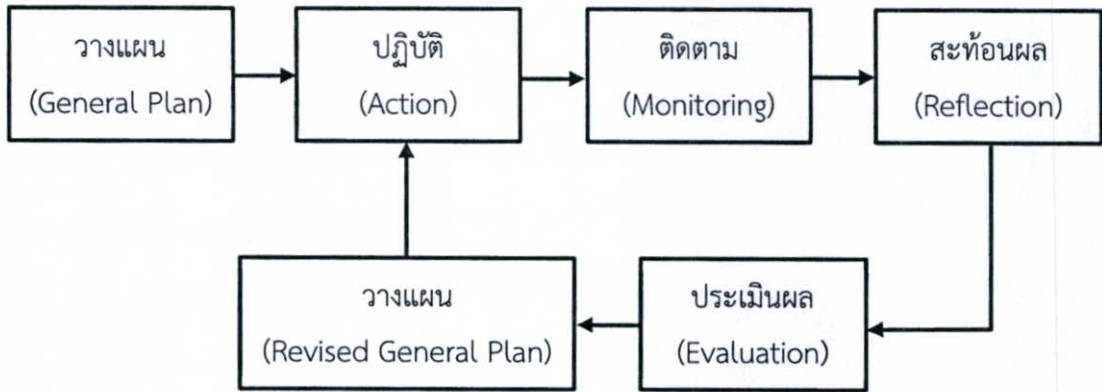 วางแผน
(General Plan)
ปฏิบัติ
(Action)
ติดตาม
(Monitoring)
สะท้อนผล
(Reflection)
ประเมินผล
(Evaluation)
วางแผน
(Revised General Plan)